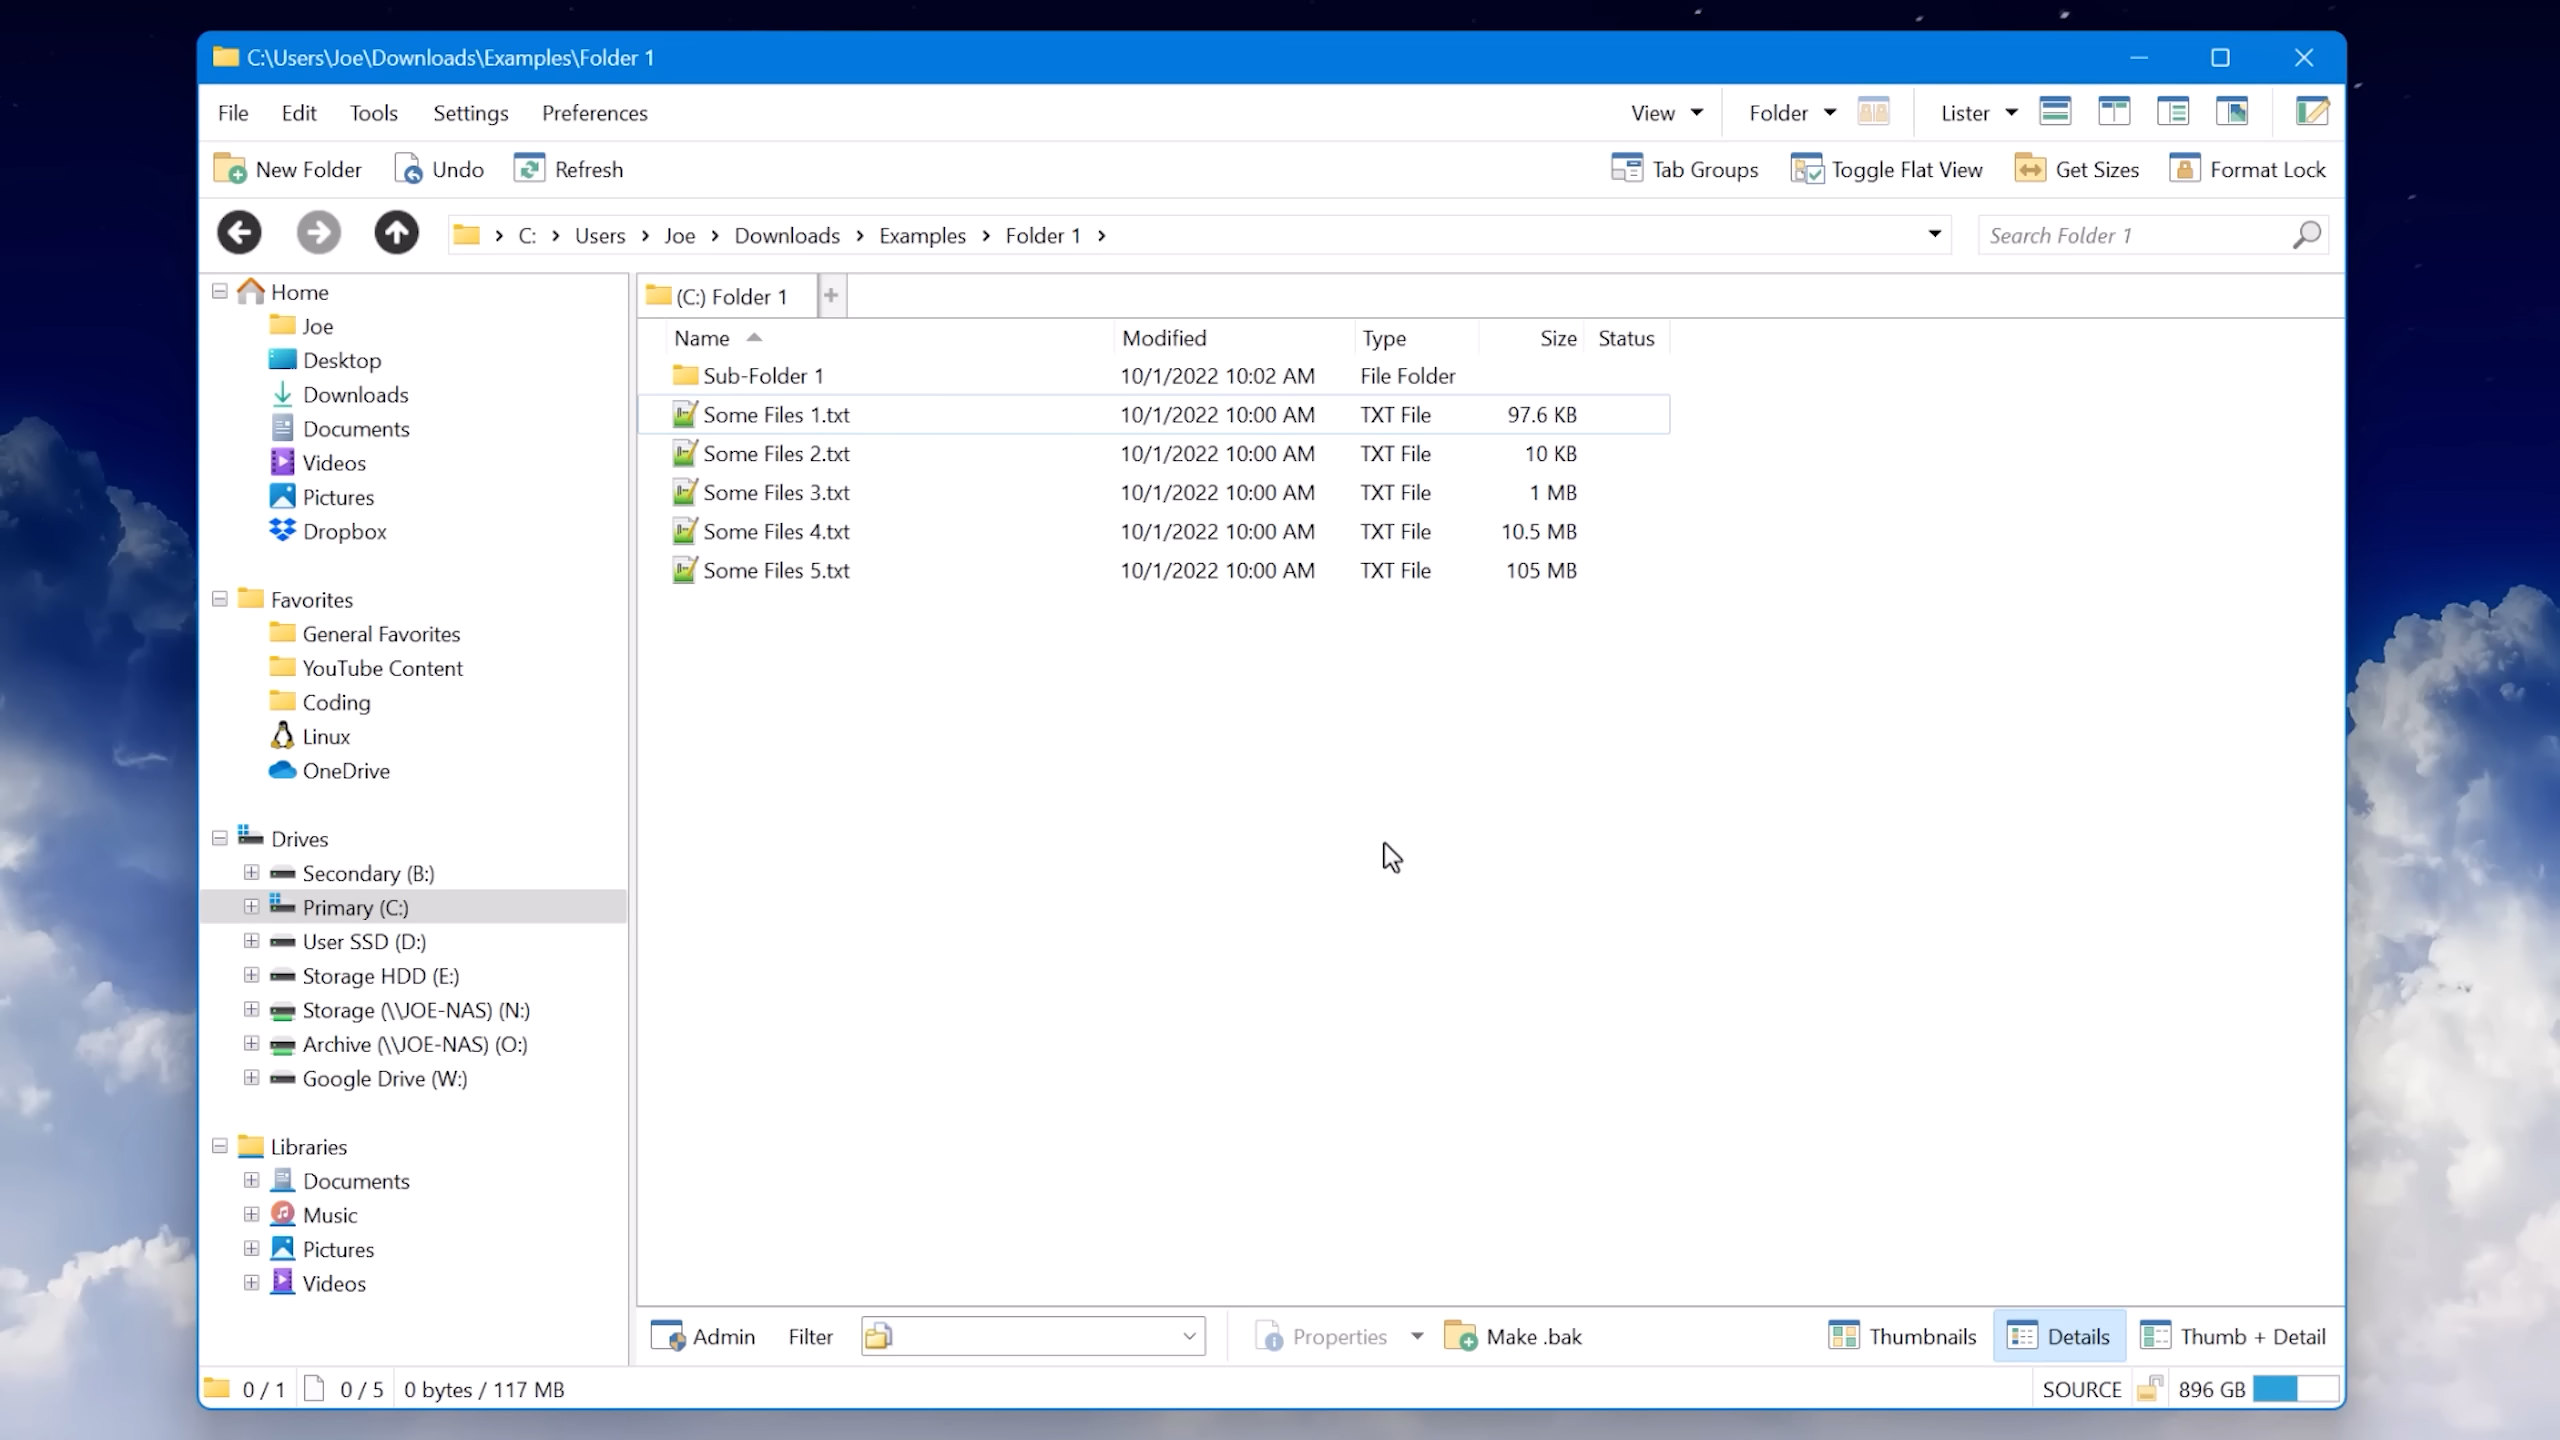 C:\Users\Joe\Downloads\Examples\Folder 1
File Edit Tools Settings Preferences View Folder Lister
New Folder Undo Refresh Tab Groups Toggle Flat View Get Sizes Format Lock
C: Users Joe Downloads Examples Folder 1 Search Folder 1
Home
Joe
Desktop
Downloads
Documents
Videos
Pictures
Dropbox
Favorites
General Favorites
YouTube Content
Coding
Linux
OneDrive
Drives
Secondary (B:)
Primary (C:)
User SSD (D:)
Storage HDD (E:)
Storage (\\JOE-NAS) (N:)
Archive (\\JOE-NAS) (O:)
Google Drive (W:)
Libraries
Documents
Music
Pictures
Videos
(C:) Folder 1
Name Modified Type Size Status
Sub-Folder 1 10/1/2022 10:02 AM File Folder
Some Files 1.txt 10/1/2022 10:00 AM TXT File 97.6 KB
Some Files 2.txt 10/1/2022 10:00 AM TXT File 10 KB
Some Files 3.txt 10/1/2022 10:00 AM TXT File 1 MB
Some Files 4.txt 10/1/2022 10:00 AM TXT File 10.5 MB
Some Files 5.txt 10/1/2022 10:00 AM TXT File 105 MB
Admin Filter Properties Make .bak Thumbnails Details Thumb + Detail
0 / 1 0 / 5 0 bytes / 117 MB SOURCE 896 GB